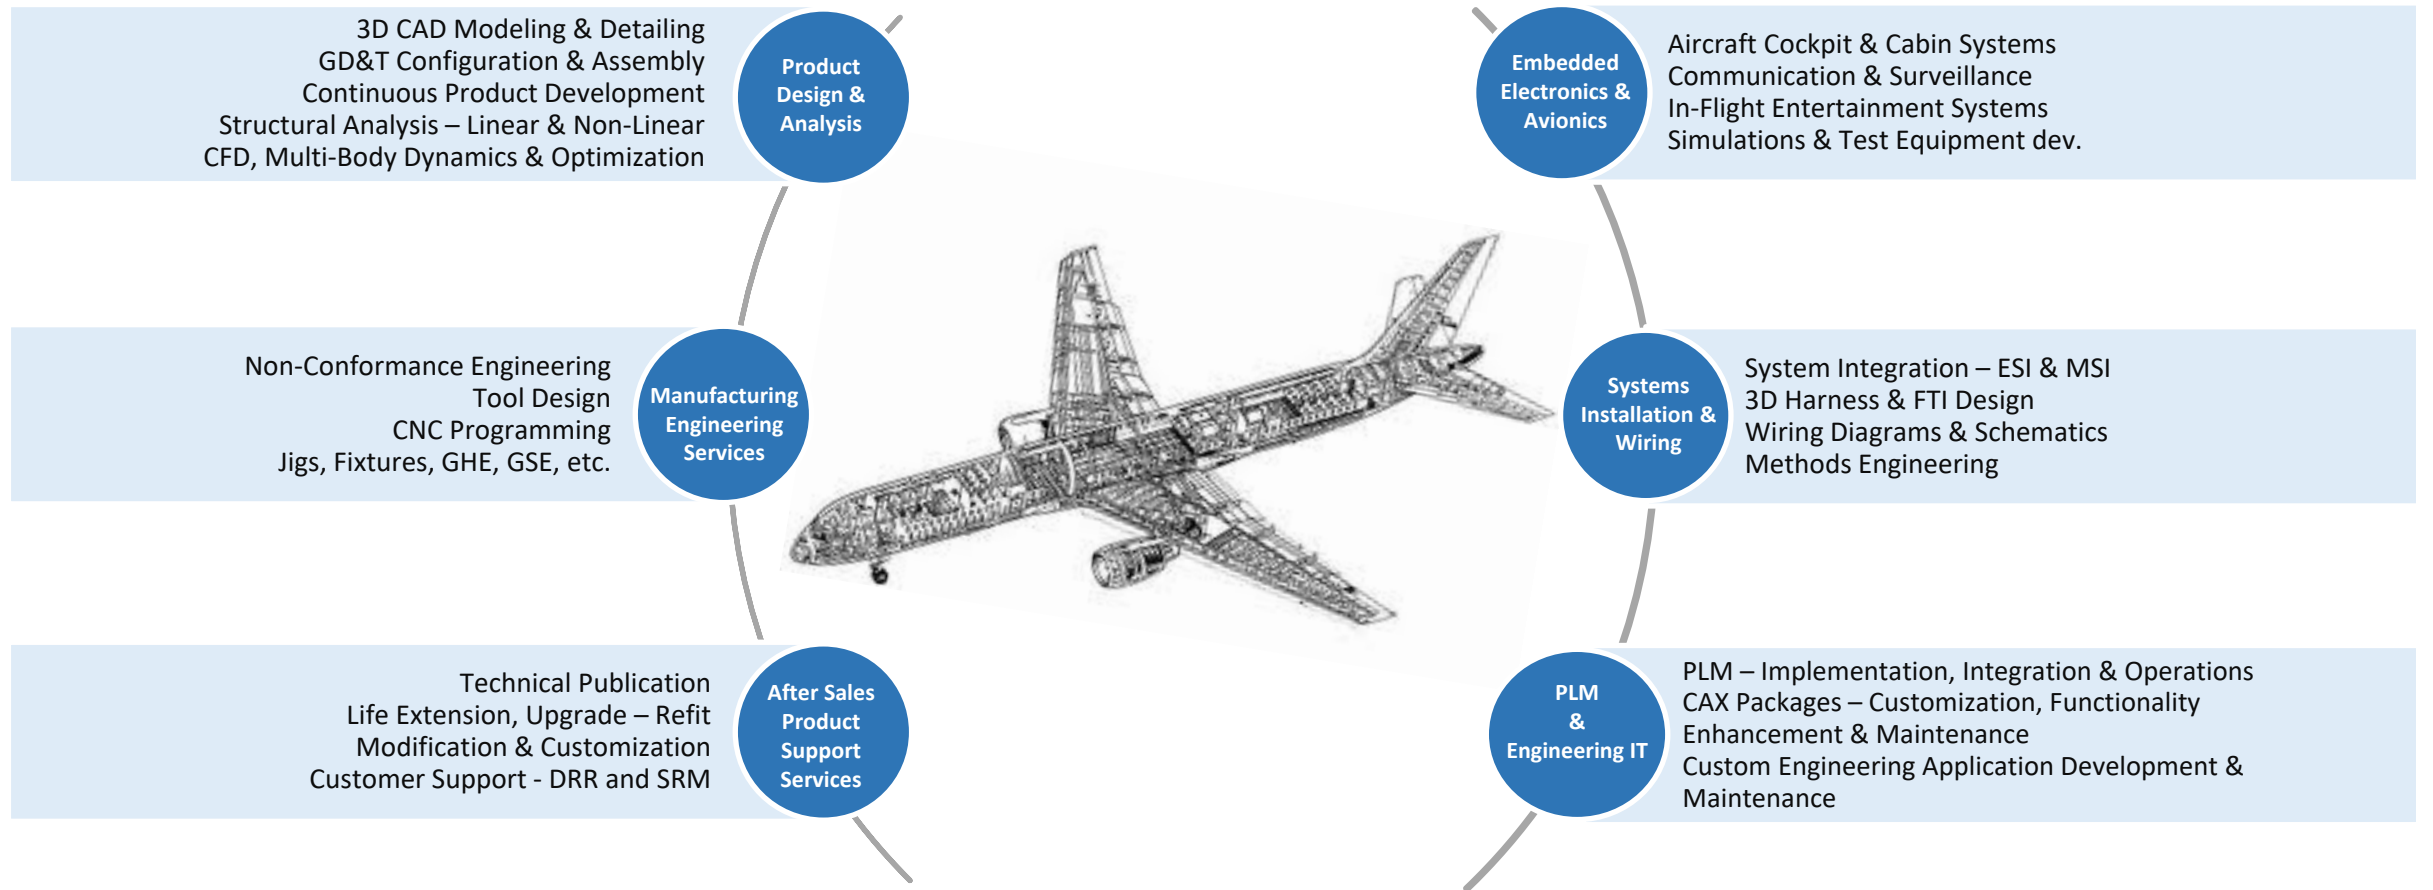 3D CAD Modeling & Detailing
GD&T Configuration & Assembly
Continuous Product Development
Structural Analysis – Linear & Non-Linear
CFD, Multi-Body Dynamics & Optimization
Product
Design &
Analysis
Embedded
Electronics &
Avionics
Aircraft Cockpit & Cabin Systems
Communication & Surveillance
In-Flight Entertainment Systems
Simulations & Test Equipment dev.
Non-Conformance Engineering
Tool Design
CNC Programming
Jigs, Fixtures, GHE, GSE, etc.
Manufacturing
Engineering
Services
Systems
Installation &
Wiring
System Integration – ESI & MSI
3D Harness & FTI Design
Wiring Diagrams & Schematics
Methods Engineering
Technical Publication
Life Extension, Upgrade – Refit
Modification & Customization
Customer Support - DRR and SRM
After Sales
Product
Support
Services
PLM
&
Engineering IT
PLM – Implementation, Integration & Operations
CAX Packages – Customization, Functionality
Enhancement & Maintenance
Custom Engineering Application Development &
Maintenance